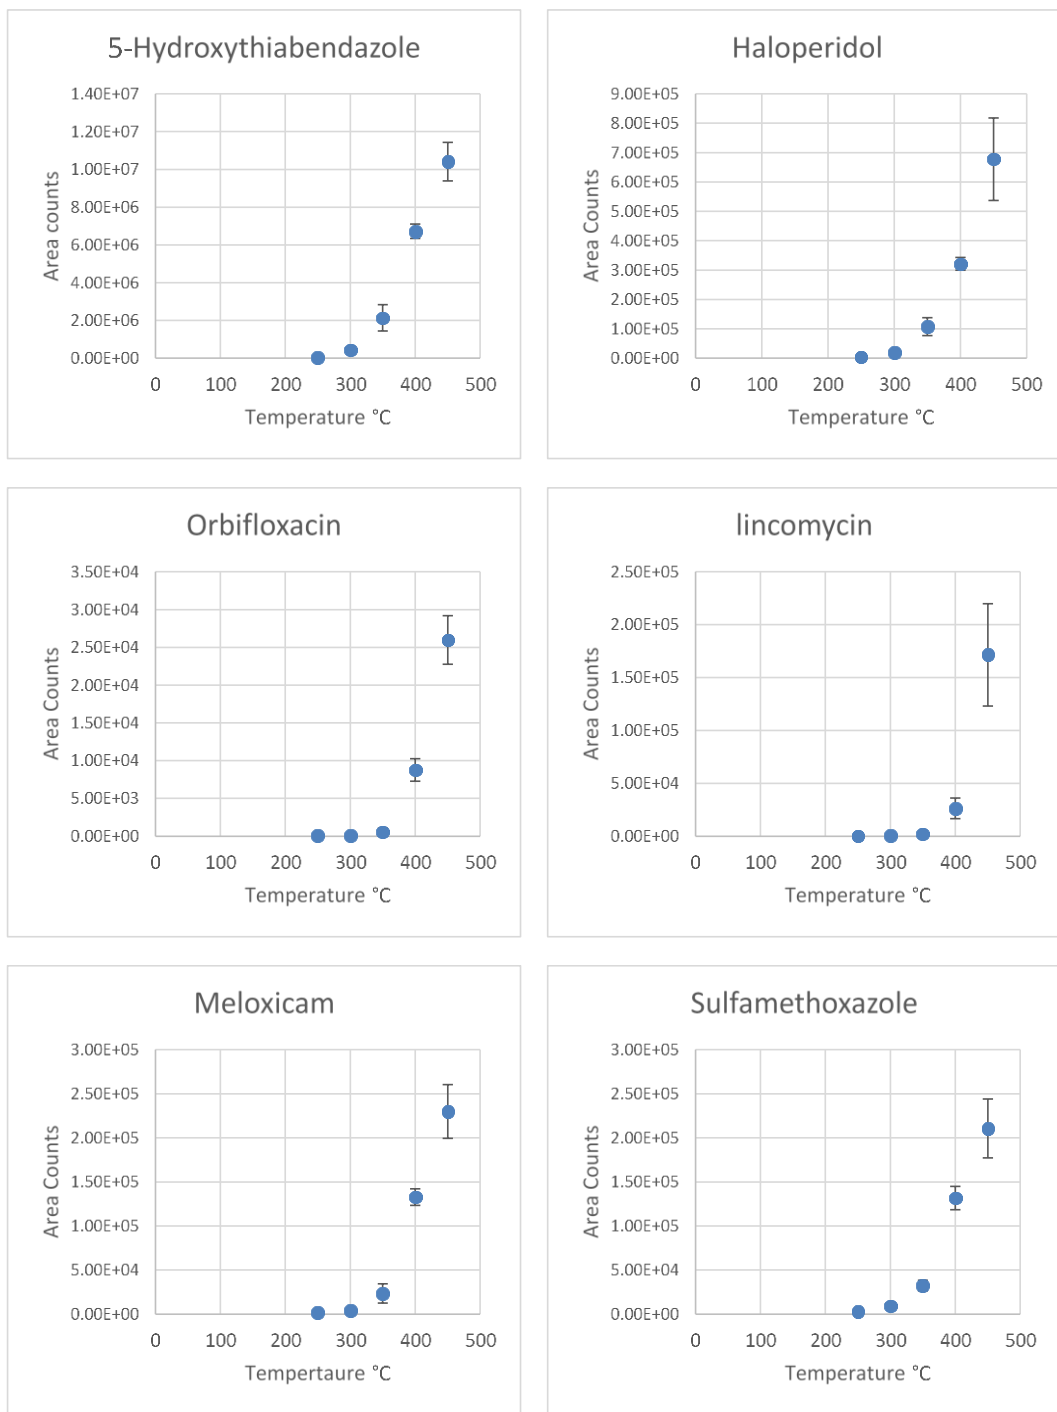 5-Hydroxythiabendazole
1.40E+07
1.20E+07
1.00E+07
8.00E+06
6.00E+06
4.00E+06
2.00E+06
0.00E+00
Area counts
0 100 200 300 400 500
Temperature °C
Haloperidol
9.00E+05
8.00E+05
7.00E+05
6.00E+05
5.00E+05
4.00E+05
3.00E+05
2.00E+05
1.00E+05
0.00E+00
Area Counts
0 100 200 300 400 500
Temperature °C
Orbifloxacin
3.50E+04
3.00E+04
2.50E+04
2.00E+04
1.50E+04
1.00E+04
5.00E+03
0.00E+00
Area Counts
0 100 200 300 400 500
Temperature °C
lincomycin
2.50E+05
2.00E+05
1.50E+05
1.00E+05
5.00E+04
0.00E+00
Area Counts
0 100 200 300 400 500
Temperature °C
Meloxicam
3.00E+05
2.50E+05
2.00E+05
1.50E+05
1.00E+05
5.00E+04
0.00E+00
Area Counts
0 100 200 300 400 500
Tempertaure °C
Sulfamethoxazole
3.00E+05
2.50E+05
2.00E+05
1.50E+05
1.00E+05
5.00E+04
0.00E+00
Area Counts
0 100 200 300 400 500
Temperature °C